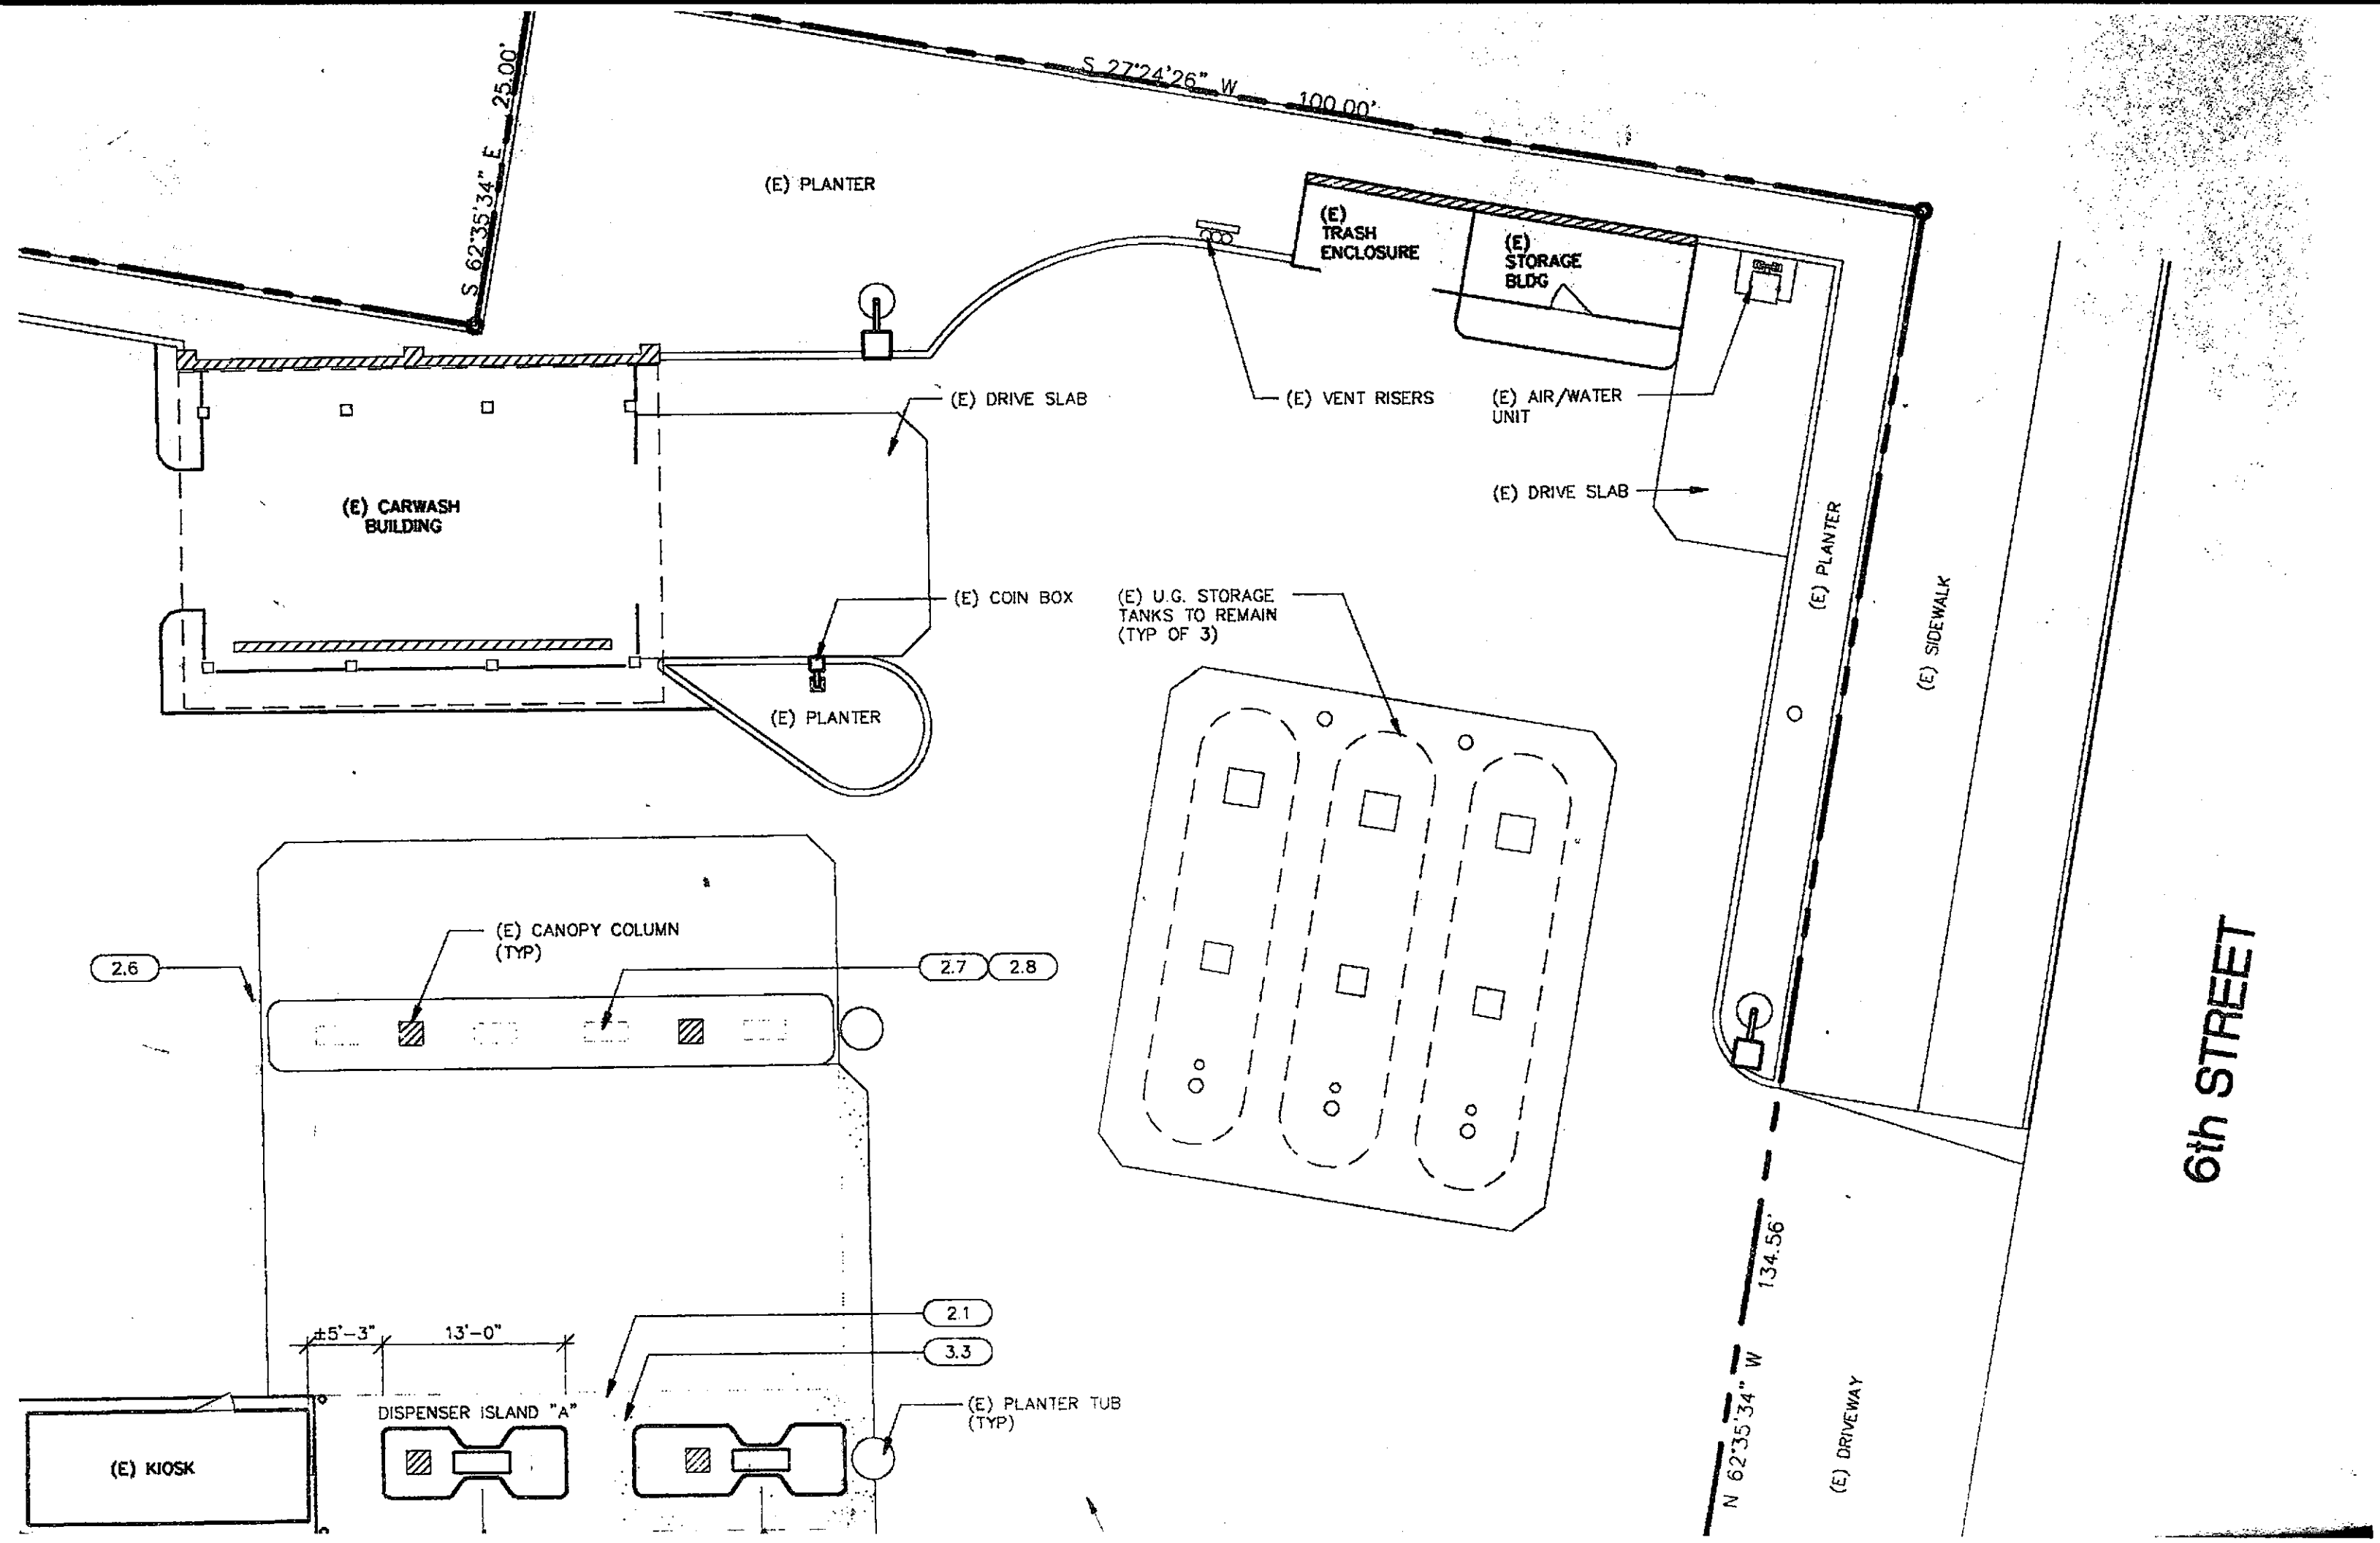 S 27°24'26" W
100.00'
S 62°35'34" E 25.00'
(E) PLANTER
(E)
TRASH
ENCLOSURE
(E)
STORAGE
BLDG
(E) DRIVE SLAB
(E) VENT RISERS
(E) AIR/WATER
UNIT
(E) DRIVE SLAB
(E) CARWASH
BUILDING
(E) PLANTER
(E) SIDEWALK
(E) COIN BOX
(E) U.G. STORAGE
TANKS TO REMAIN
(TYP OF 3)
(E) PLANTER
(E) CANOPY COLUMN
(TYP)
2.6
2.7
2.8
6th STREET
2.1
3.3
±5'-3"
13'-0"
DISPENSER ISLAND "A"
(E) PLANTER TUB
(TYP)
(E) KIOSK
N 62°35'34" W 134.56'
(E) DRIVEWAY